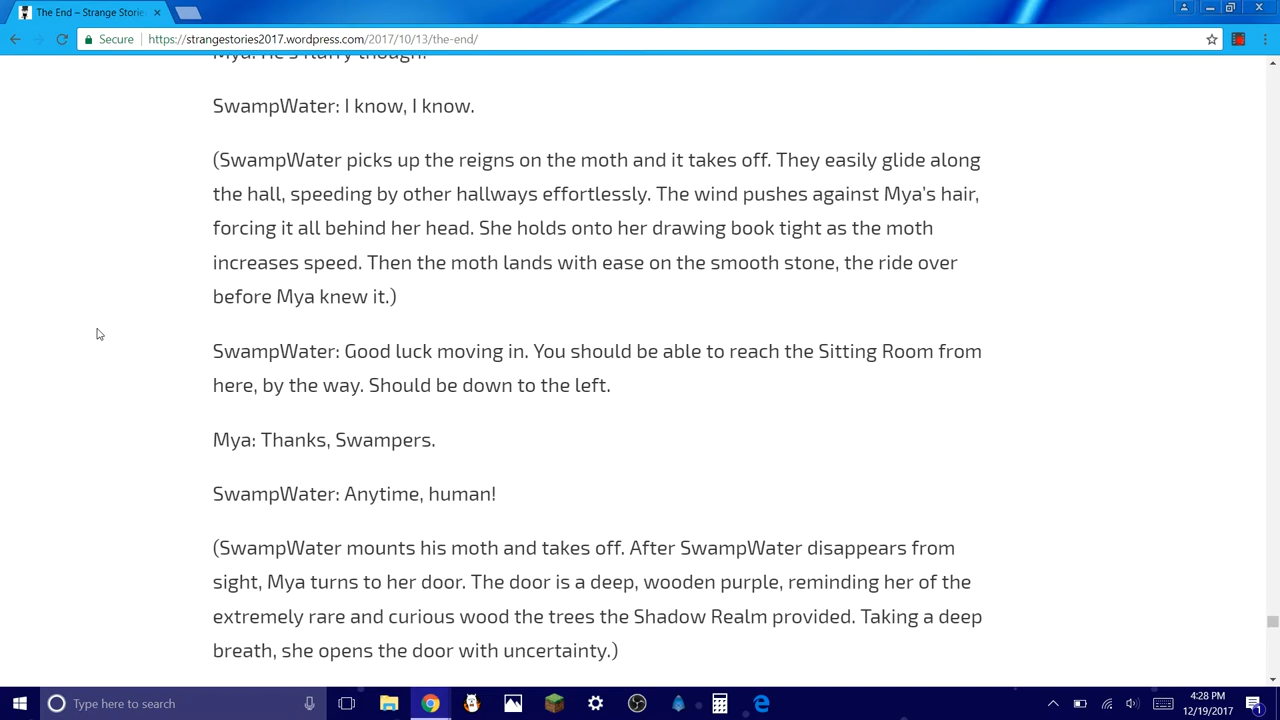 The End – Strange Storie
Secure
https://strangestories2017.wordpress.com/2017/10/13/the-end/
Mya: He's fluffy though!
SwampWater: I know, I know.
(SwampWater picks up the reigns on the moth and it takes off. They easily glide along
the hall, speeding by other hallways effortlessly. The wind pushes against Mya's hair,
forcing it all behind her head. She holds onto her drawing book tight as the moth
increases speed. Then the moth lands with ease on the smooth stone, the ride over
before Mya knew it.)
SwampWater: Good luck moving in. You should be able to reach the Sitting Room from
here, by the way. Should be down to the left.
Mya: Thanks, Swampers.
SwampWater: Anytime, human!
(SwampWater mounts his moth and takes off. After SwampWater disappears from
sight, Mya turns to her door. The door is a deep, wooden purple, reminding her of the
extremely rare and curious wood the trees the Shadow Realm provided. Taking a deep
breath, she opens the door with uncertainty.)
Type here to search
4:28 PM
12/19/2017
1